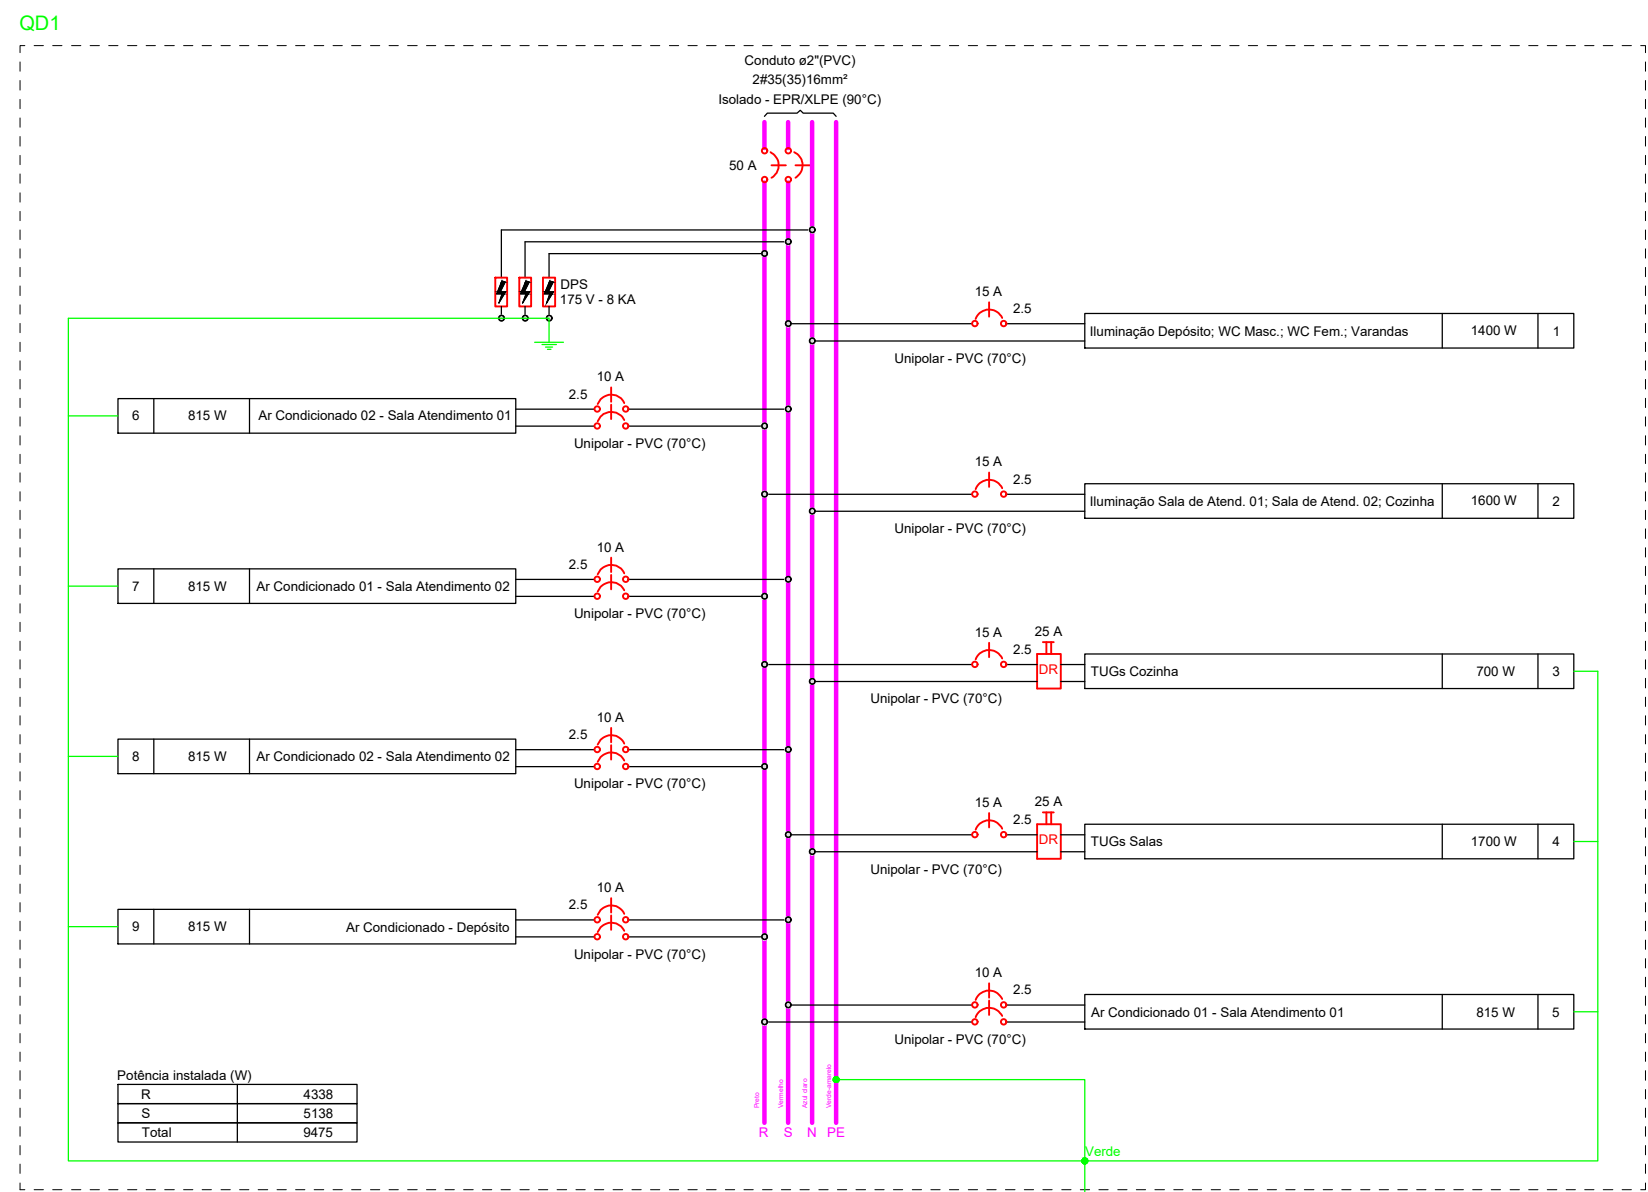 QD1
Conduto ø2"(PVC)
2#35(35)16mm²
Isolado - EPR/XLPE (90°C)
50 A
DPS
175 V - 8 KA
15 A
2.5
Iluminação Depósito; WC Masc.; WC Fem.; Varandas 1400 W 1
Unipolar - PVC (70°C)
10 A
2.5
6 815 W Ar Condicionado 02 - Sala Atendimento 01
Unipolar - PVC (70°C)
15 A
2.5
Iluminação Sala de Atend. 01; Sala de Atend. 02; Cozinha 1600 W 2
Unipolar - PVC (70°C)
10 A
2.5
7 815 W Ar Condicionado 01 - Sala Atendimento 02
Unipolar - PVC (70°C)
15 A 25 A
2.5
DR
TUGs Cozinha 700 W 3
Unipolar - PVC (70°C)
10 A
2.5
8 815 W Ar Condicionado 02 - Sala Atendimento 02
Unipolar - PVC (70°C)
15 A 25 A
2.5
DR
TUGs Salas 1700 W 4
Unipolar - PVC (70°C)
10 A
2.5
9 815 W Ar Condicionado - Depósito
Unipolar - PVC (70°C)
10 A
2.5
Ar Condicionado 01 - Sala Atendimento 01 815 W 5
Unipolar - PVC (70°C)
Potência instalada (W)
R 4338
S 5138
Total 9475
Preto
Vermelho
Azul claro
Verde-amarelo
R S N PE
Verde